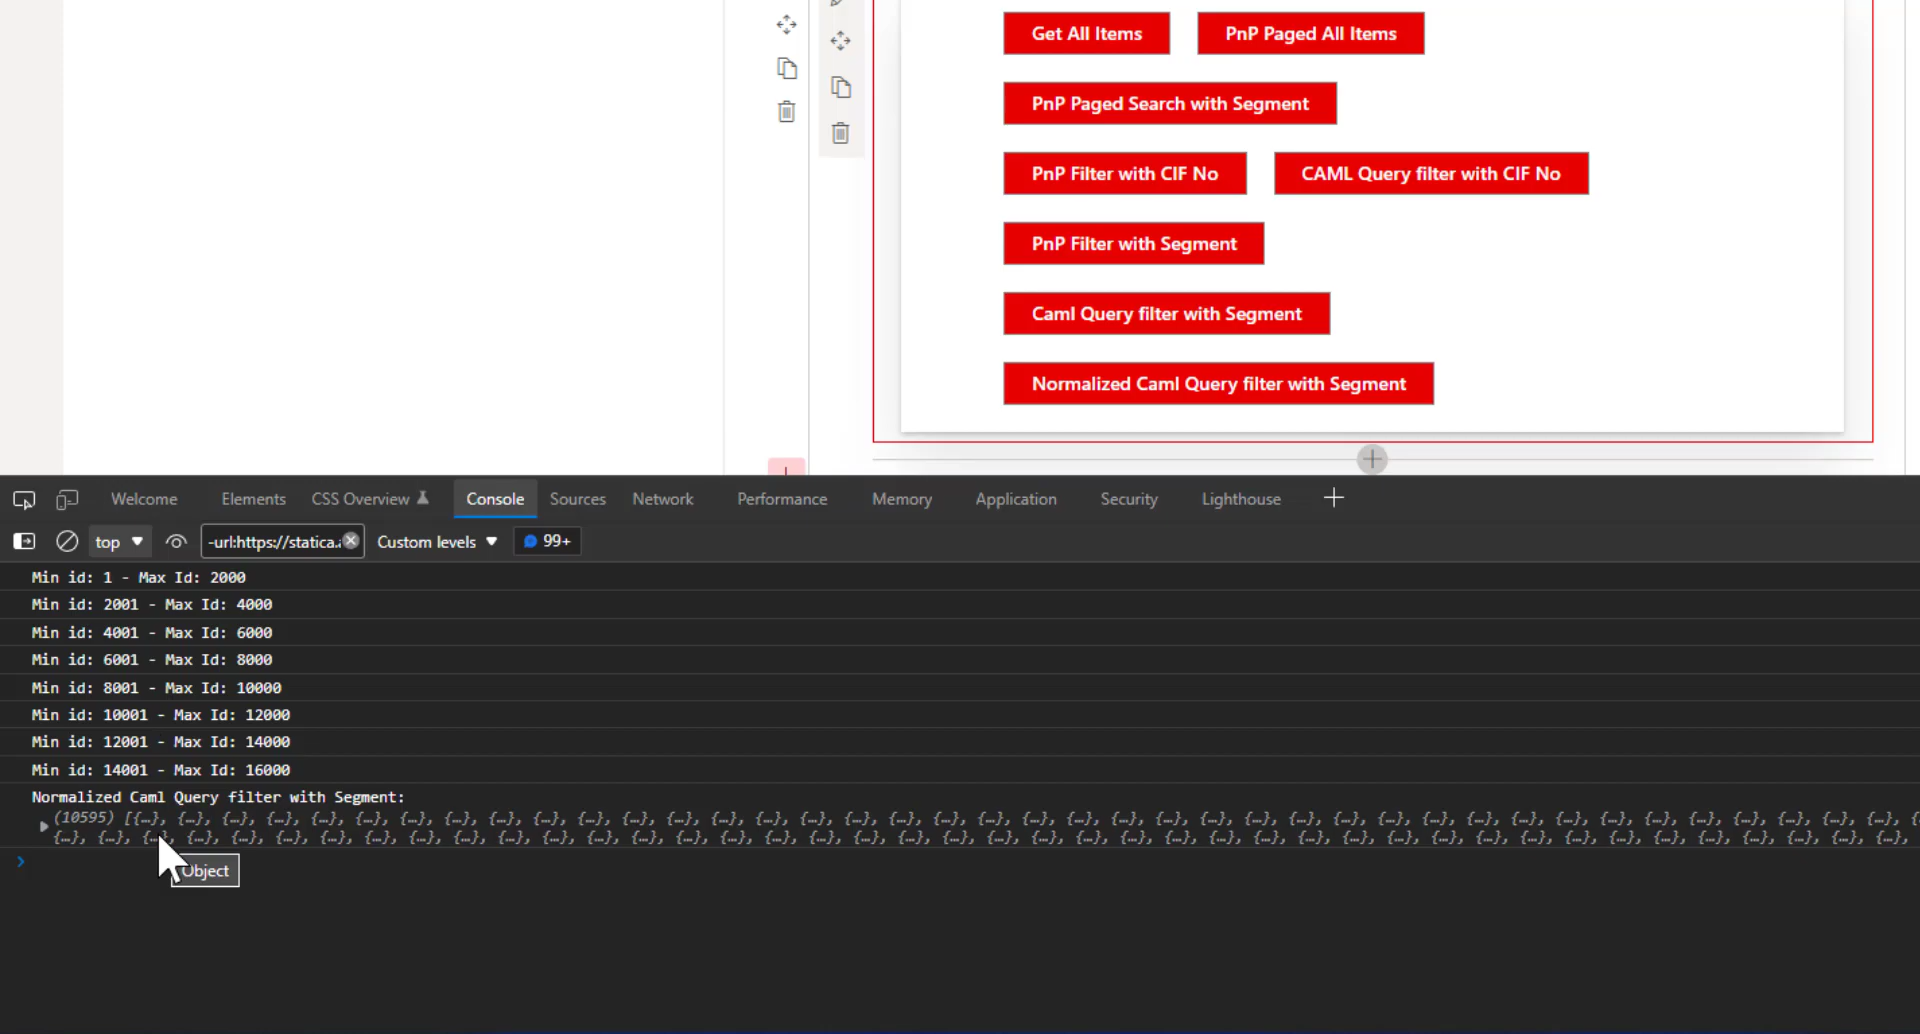 Get All Items
PnP Paged All Items
PnP Paged Search with Segment
PnP Filter with CIF No
CAML Query filter with CIF No
PnP Filter with Segment
Caml Query filter with Segment
Normalized Caml Query filter with Segment
Welcome Elements CSS Overview Console Sources Network Performance Memory Application Security Lighthouse
top -url:https://statica. Custom levels 99+
Min id: 1 - Max Id: 2000
Min id: 2001 - Max Id: 4000
Min id: 4001 - Max Id: 6000
Min id: 6001 - Max Id: 8000
Min id: 8001 - Max Id: 10000
Min id: 10001 - Max Id: 12000
Min id: 12001 - Max Id: 14000
Min id: 14001 - Max Id: 16000
Normalized Caml Query filter with Segment:
(10595) [{…}, {…}, {…}, {…}, {…}, {…}, {…}, {…}, {…}, {…}, {…}, {…}, {…}, {…}, {…}, {…}, {…}, {…}, {…}, {…}, {…}, {…}, {…}, {…}, {…}, {…}, {…}, {…}, {…}, {…}, {…}, {…}, {…}, {…}, {…}, {…}, {…}, {…}, {…}, {…}, {
{…}, {…}, {…}, {…}, {…}, {…}, {…}, {…}, {…}, {…}, {…}, {…}, {…}, {…}, {…}, {…}, {…}, {…}, {…}, {…}, {…}, {…}, {…}, {…}, {…}, {…}, {…}, {…}, {…}, {…}, {…}, {…}, {…}, {…}, {…}, {…}, {…}, {…}, {…}, {…}, {…}, {…},
Object